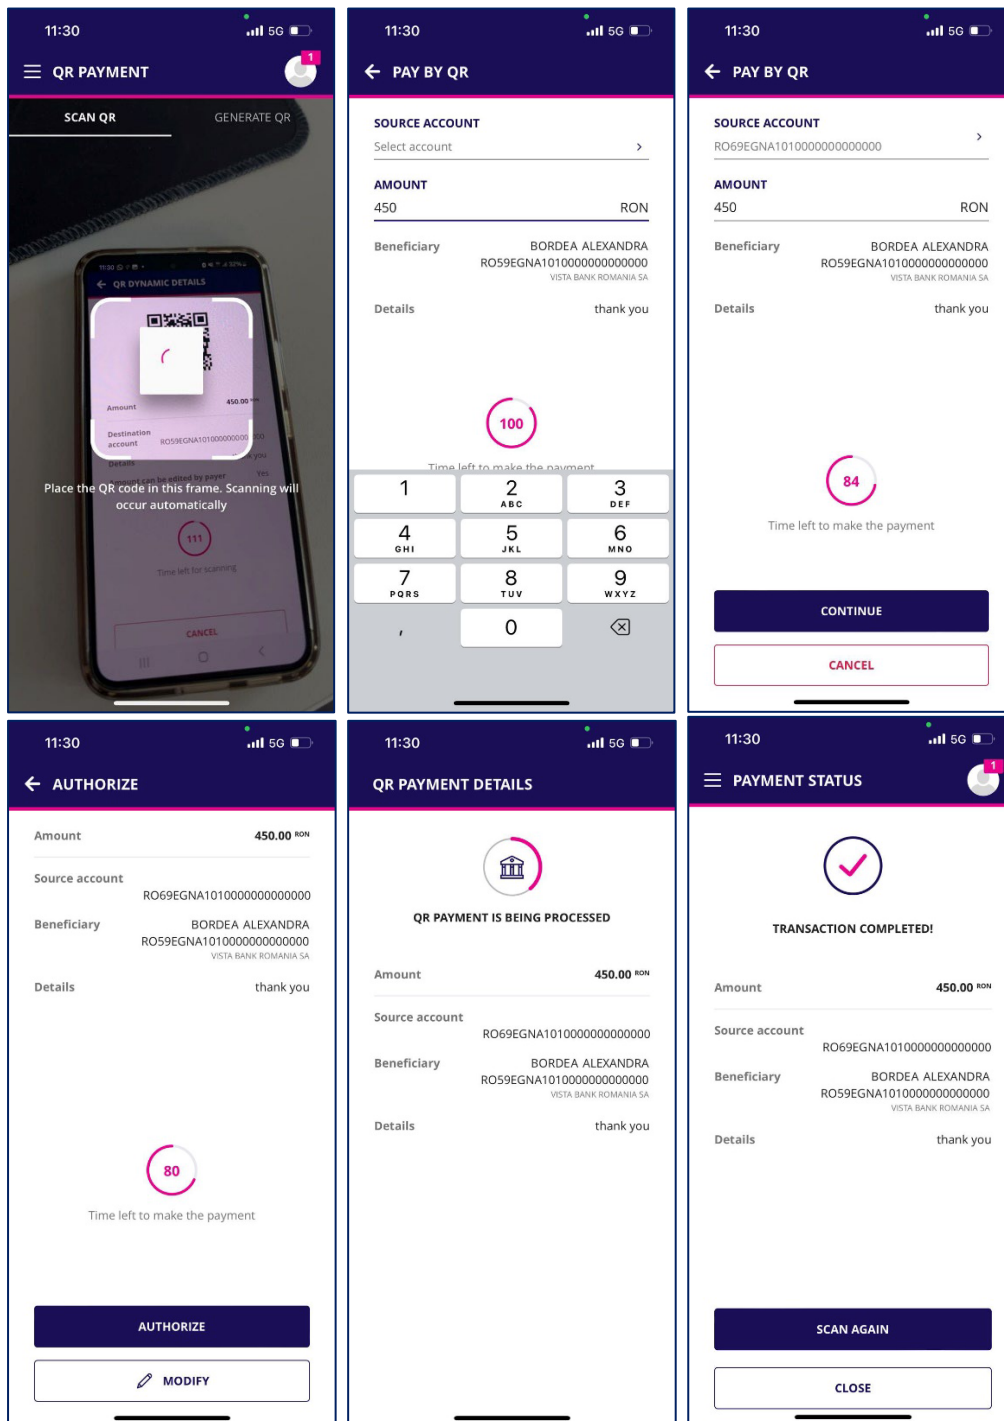 11:30
5G
QR PAYMENT
1
SCAN QR
GENERATE QR
11:30
QR DYNAMIC DETAILS
Amount
450.00
Destination
account
RO59EGNA101000000000
Details
Amount can be edited by payer
Yes
Place the QR code in this frame. Scanning will
occur automatically
111
Time left for scanning
CANCEL
11:30
5G
PAY BY QR
SOURCE ACCOUNT
Select account
AMOUNT
450 RON
Beneficiary BORDEA ALEXANDRA
RO59EGNA1010000000000000
VISTA BANK ROMANIA SA
Details thank you
100
Time left to make the payment
1 2 3
ABC DEF
4 5 6
GHI JKL MNO
7 8 9
PQRS TUV WXYZ
, 0
11:30
5G
PAY BY QR
SOURCE ACCOUNT
RO69EGNA1010000000000000
AMOUNT
450 RON
Beneficiary BORDEA ALEXANDRA
RO59EGNA1010000000000000
VISTA BANK ROMANIA SA
Details thank you
84
Time left to make the payment
CONTINUE
CANCEL
11:30
5G
AUTHORIZE
Amount 450.00 RON
Source account
RO69EGNA1010000000000000
Beneficiary BORDEA ALEXANDRA
RO59EGNA1010000000000000
VISTA BANK ROMANIA SA
Details thank you
80
Time left to make the payment
AUTHORIZE
MODIFY
11:30
5G
QR PAYMENT DETAILS
QR PAYMENT IS BEING PROCESSED
Amount 450.00 RON
Source account
RO69EGNA1010000000000000
Beneficiary BORDEA ALEXANDRA
RO59EGNA1010000000000000
VISTA BANK ROMANIA SA
Details thank you
11:30
5G
PAYMENT STATUS
1
TRANSACTION COMPLETED!
Amount 450.00 RON
Source account
RO69EGNA1010000000000000
Beneficiary BORDEA ALEXANDRA
RO59EGNA1010000000000000
VISTA BANK ROMANIA SA
Details thank you
SCAN AGAIN
CLOSE